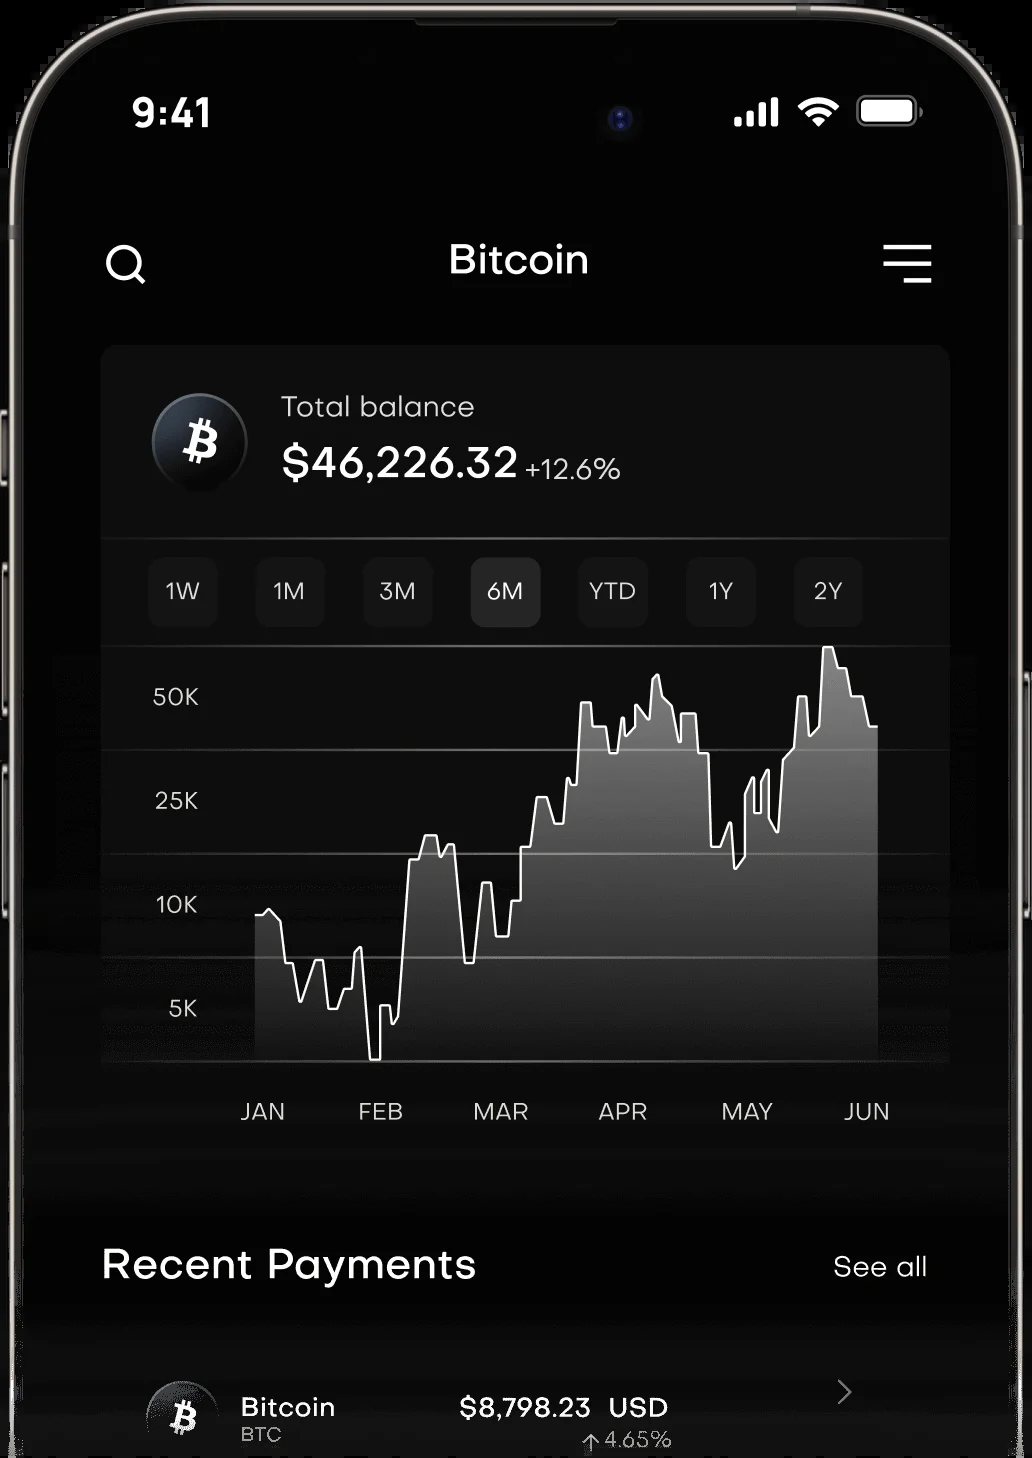 9:41
Bitcoin
Total balance
$46,226.32 +12.6%
1W 1M 3M 6M YTD 1Y 2Y
50K
25K
10K
5K
JAN FEB MAR APR MAY JUN
Recent Payments See all
Bitcoin $8,798.23 USD
BTC ↑4.65%